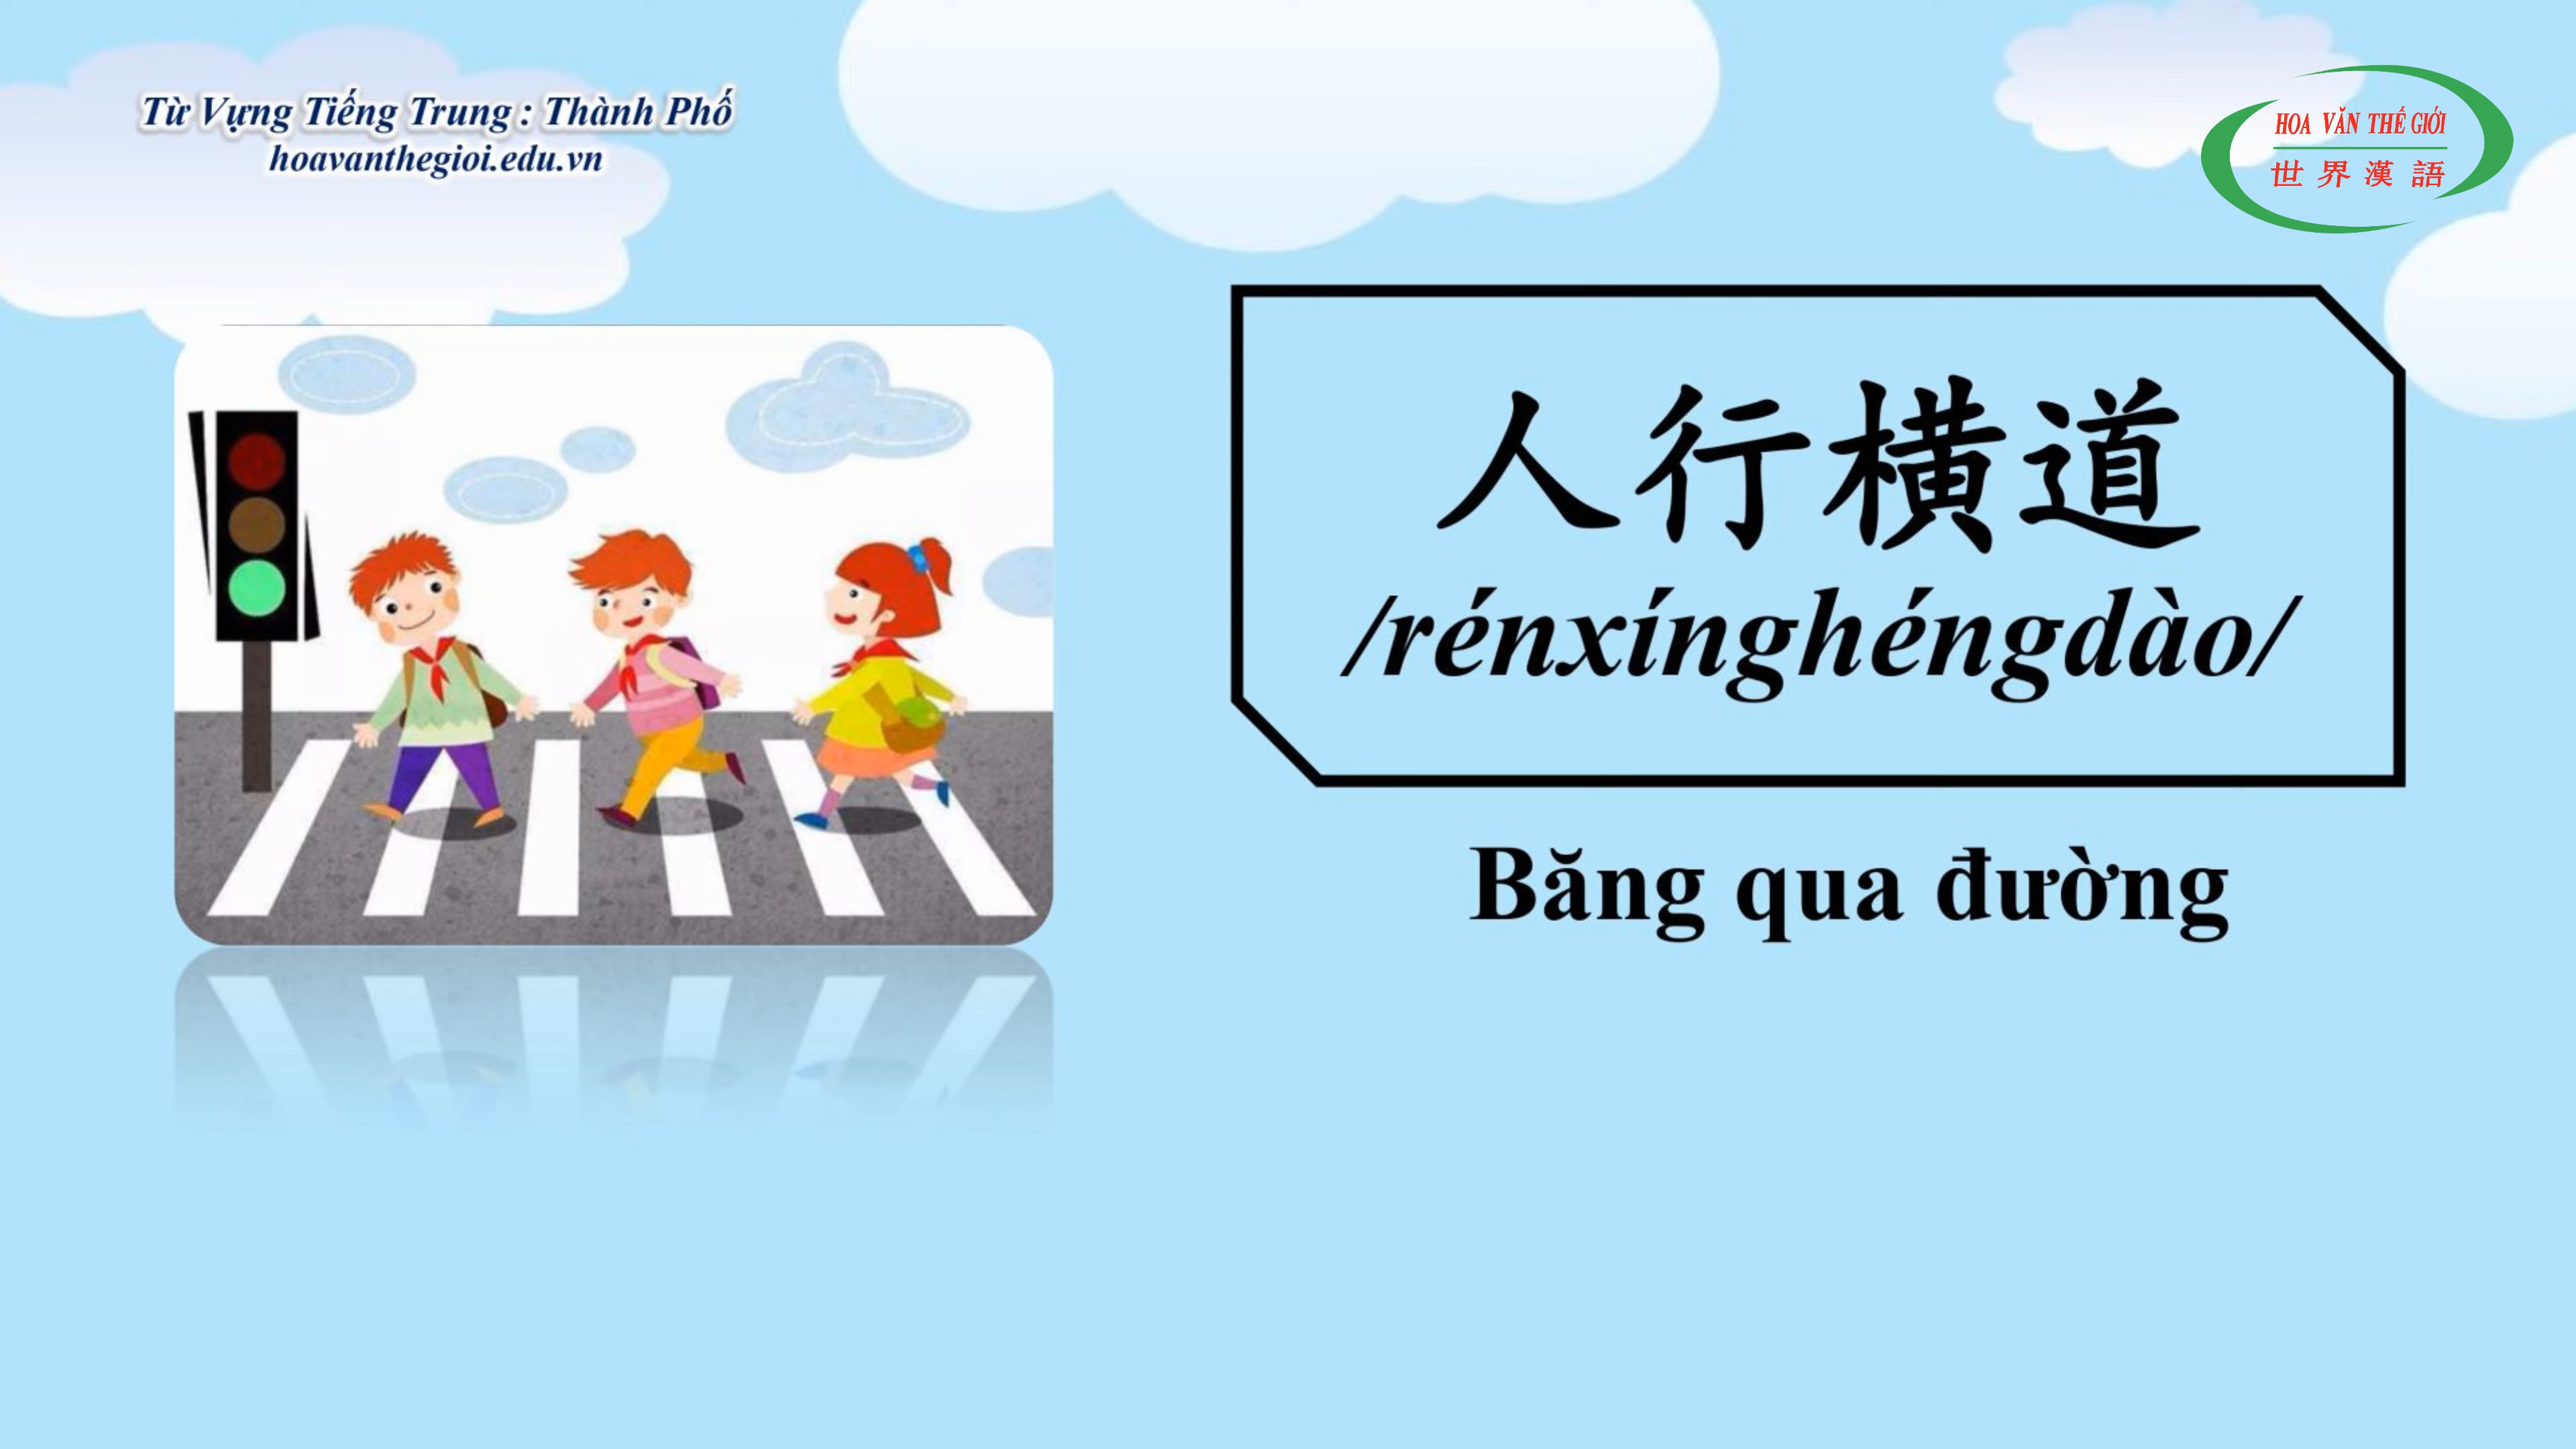 Từ Vựng Tiếng Trung : Thành Phố
hoavanthegioi.edu.vn
HOA VĂN THẾ GIỚI
世界漢語
人行横道
/rénxínghéngdào/
Băng qua đường